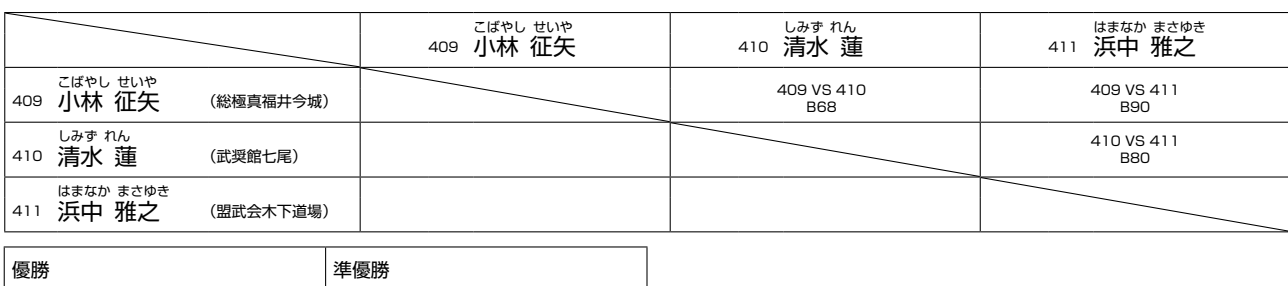 こばやし せいや
409 小林 征矢
しみず れん
410 清水 蓮
はまなか まさゆき
411 浜中 雅之
こばやし せいや
409 小林 征矢 (総極真福井今城)
409 VS 410
B68
409 VS 411
B90
しみず れん
410 清水 蓮 (武奨館七尾)
410 VS 411
B80
はまなか まさゆき
411 浜中 雅之 (盟武会木下道場)
優勝
準優勝